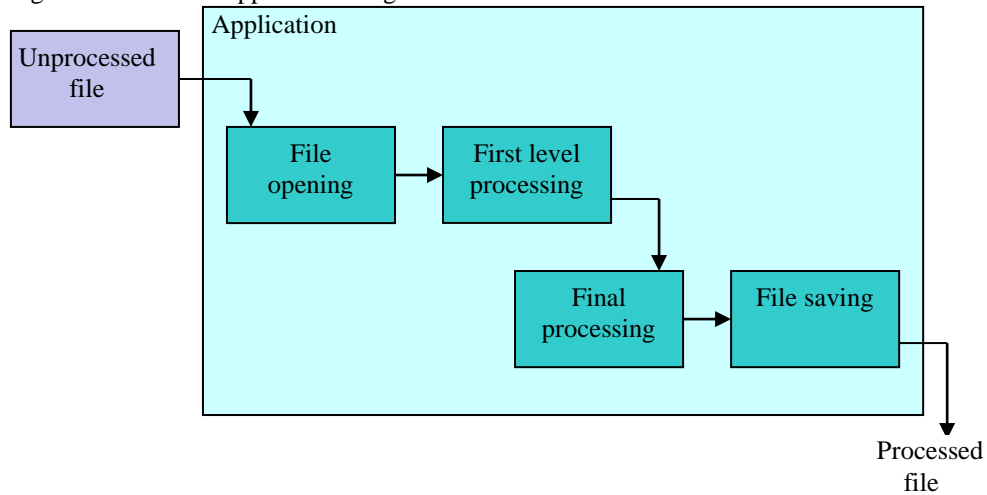 Application
Unprocessed
file
File
opening
First level
processing
Final
processing
File saving
Processed
file